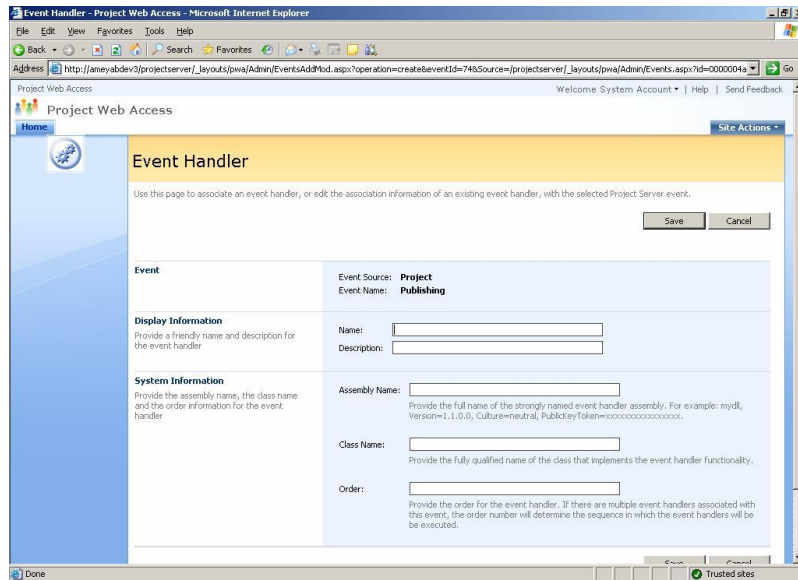 Event Handler - Project Web Access - Microsoft Internet Explorer
File Edit View Favorites Tools Help
Back Search Favorites
Address http://ameyabdev3/projectserver/_layouts/pwa/Admin/EventsAddMod.aspx?operation=create&eventId=74&Source=/projectserver/_layouts/pwa/Admin/Events.aspx?id=0000004a Go
Project Web Access Welcome System Account | Help | Send Feedback
Project Web Access
Home Site Actions
Event Handler
Use this page to associate an event handler, or edit the association information of an existing event handler, with the selected Project Server event.
Save Cancel
Event
Event Source: Project
Event Name: Publishing
Display Information
Provide a friendly name and description for
the event handler
Name:
Description:
System Information
Provide the assembly name, the class name
and the order information for the event
handler
Assembly Name:
Provide the full name of the strongly named event handler assembly. For example: mydll,
Version=1.1.0.0, Culture=neutral, PublicKeyToken=xxxxxxxxxxxxxxxx.
Class Name:
Provide the fully qualified name of the class that implements the event handler functionality.
Order:
Provide the order for the event handler. If there are multiple event handlers associated with
this event, the order number will determine the sequence in which the event handlers will be
be executed.
Save Cancel
Done Trusted sites